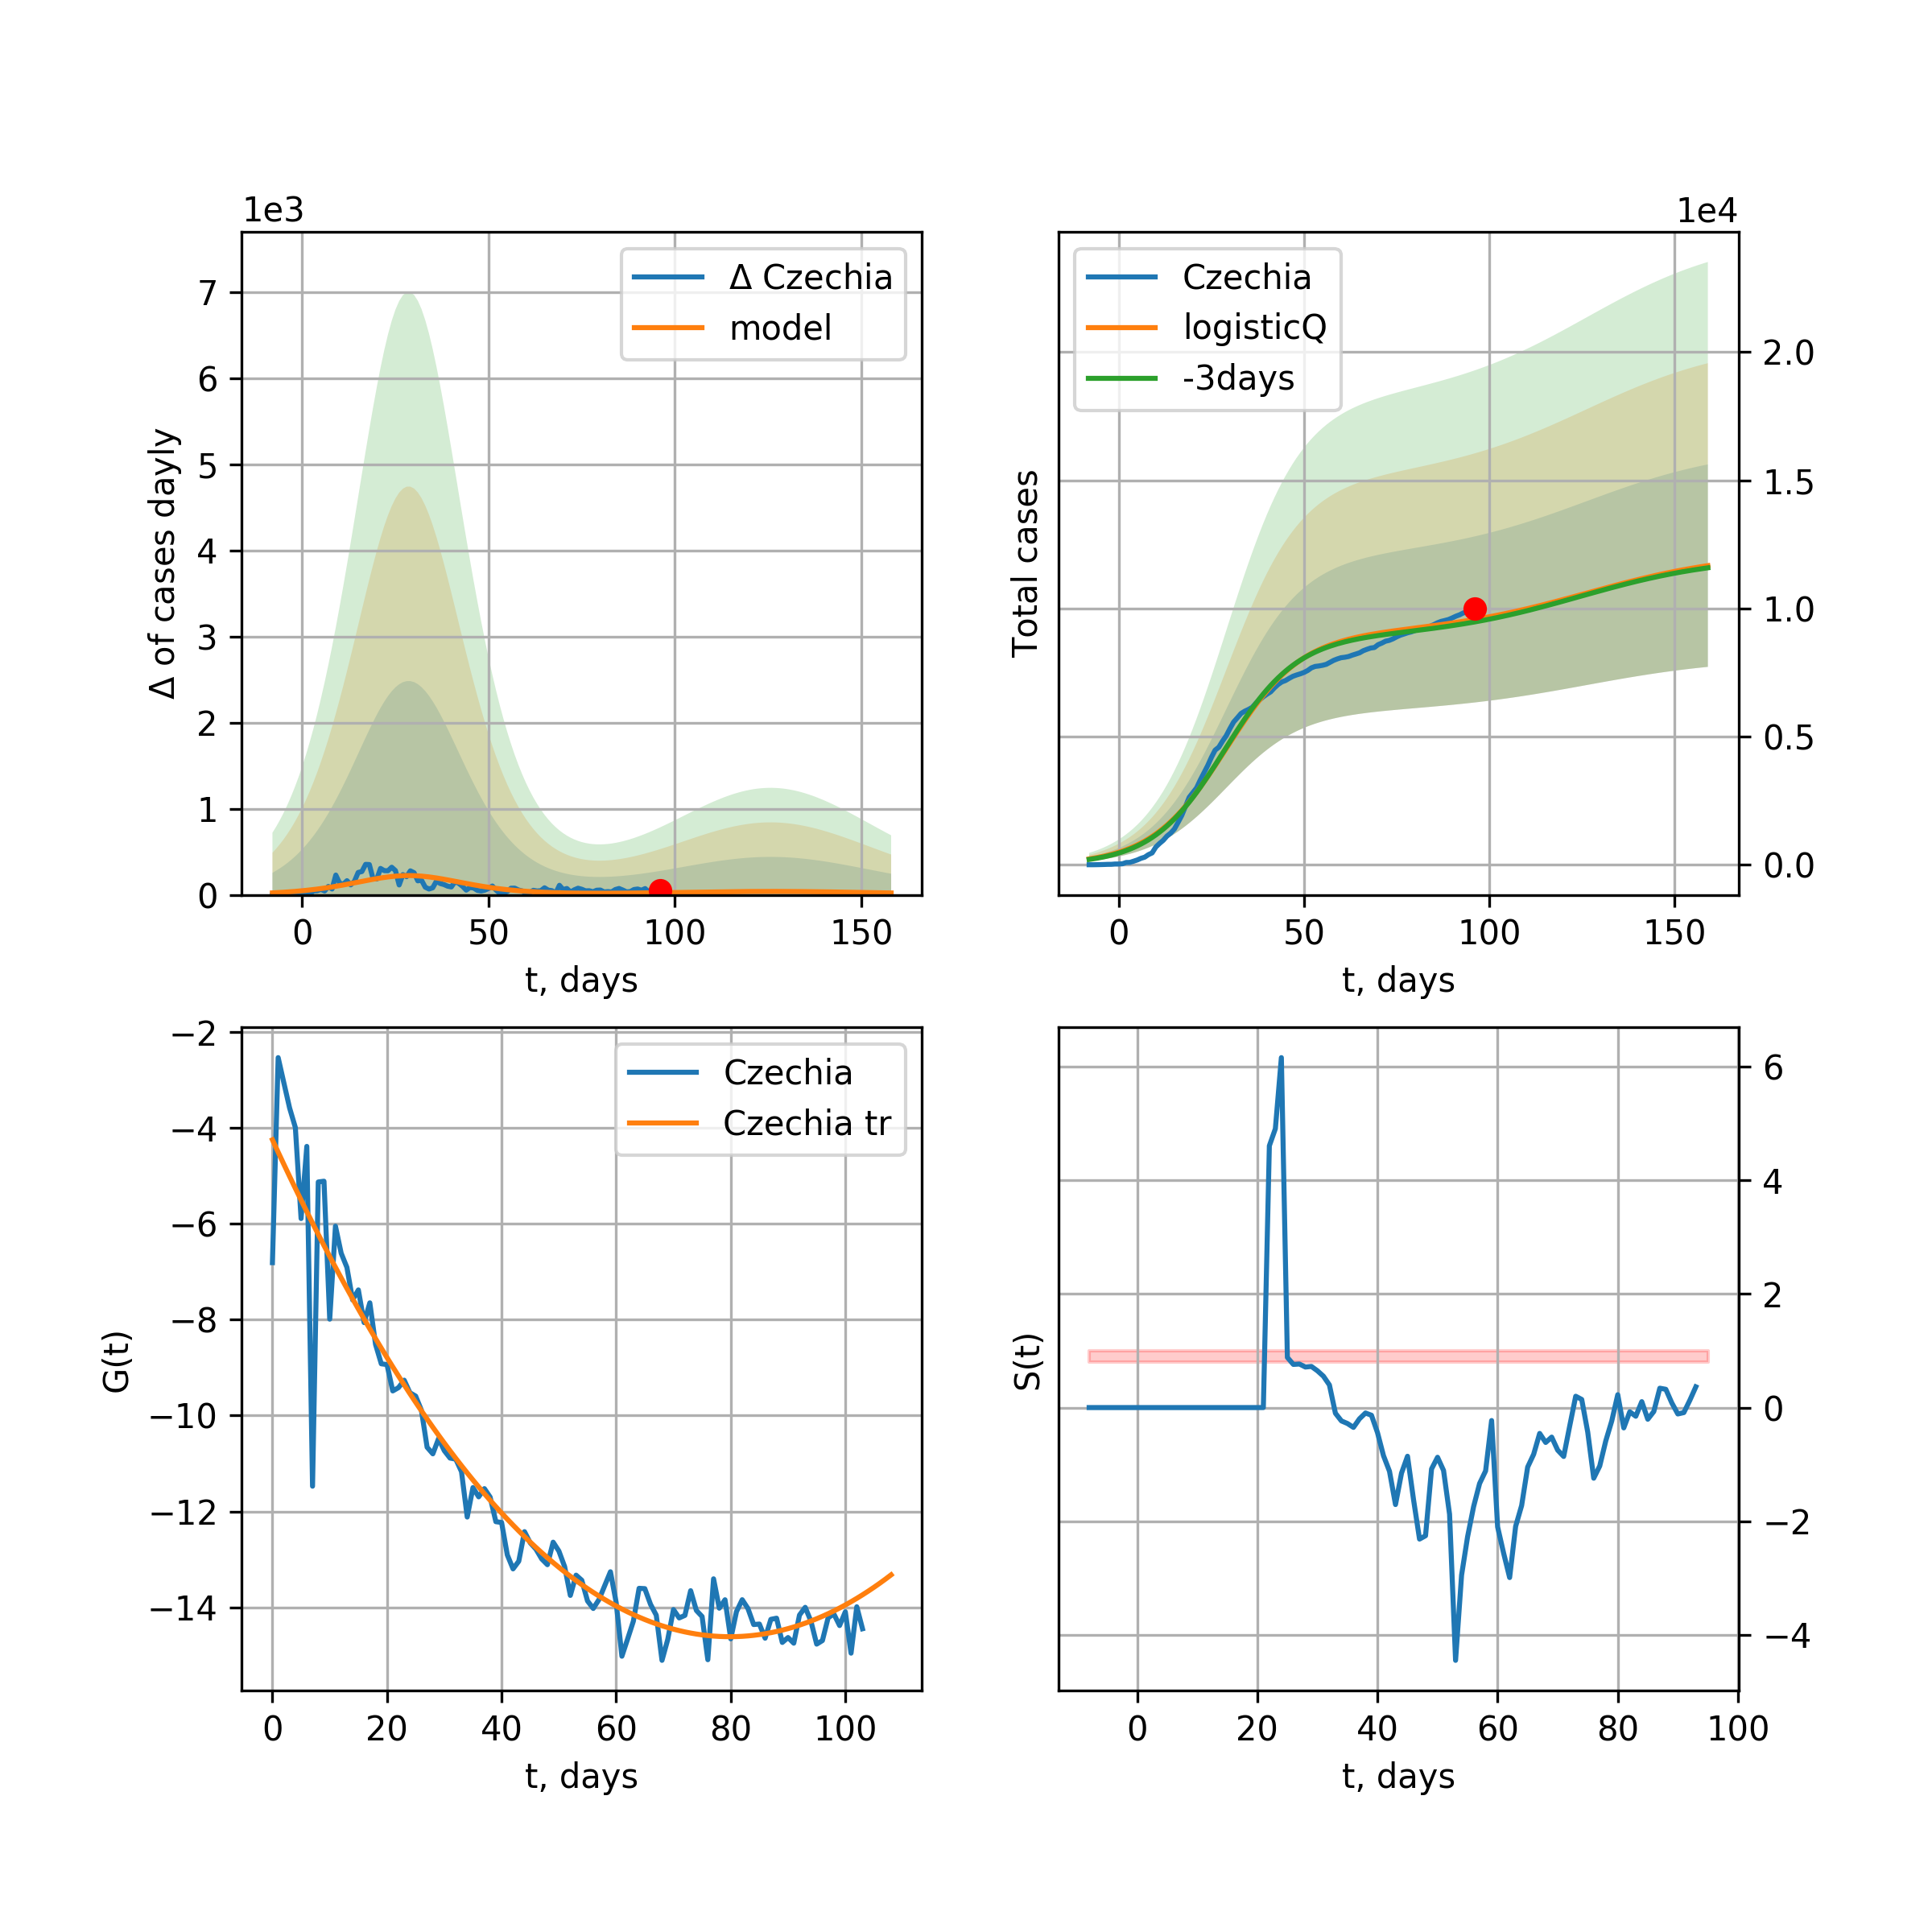 1e3
7
6
5
4
3
2
1
0
Δ of cases dayly
0 50 100 150
t, days
Δ Czechia
model
1e4
2.0
1.5
1.0
0.5
0.0
Total cases
0 50 100 150
t, days
Czechia
logisticQ
-3days
−2
−4
−6
−8
−10
−12
−14
G(t)
0 20 40 60 80 100
t, days
Czechia
Czechia tr
6
4
2
0
−2
−4
S(t)
0 20 40 60 80 100
t, days